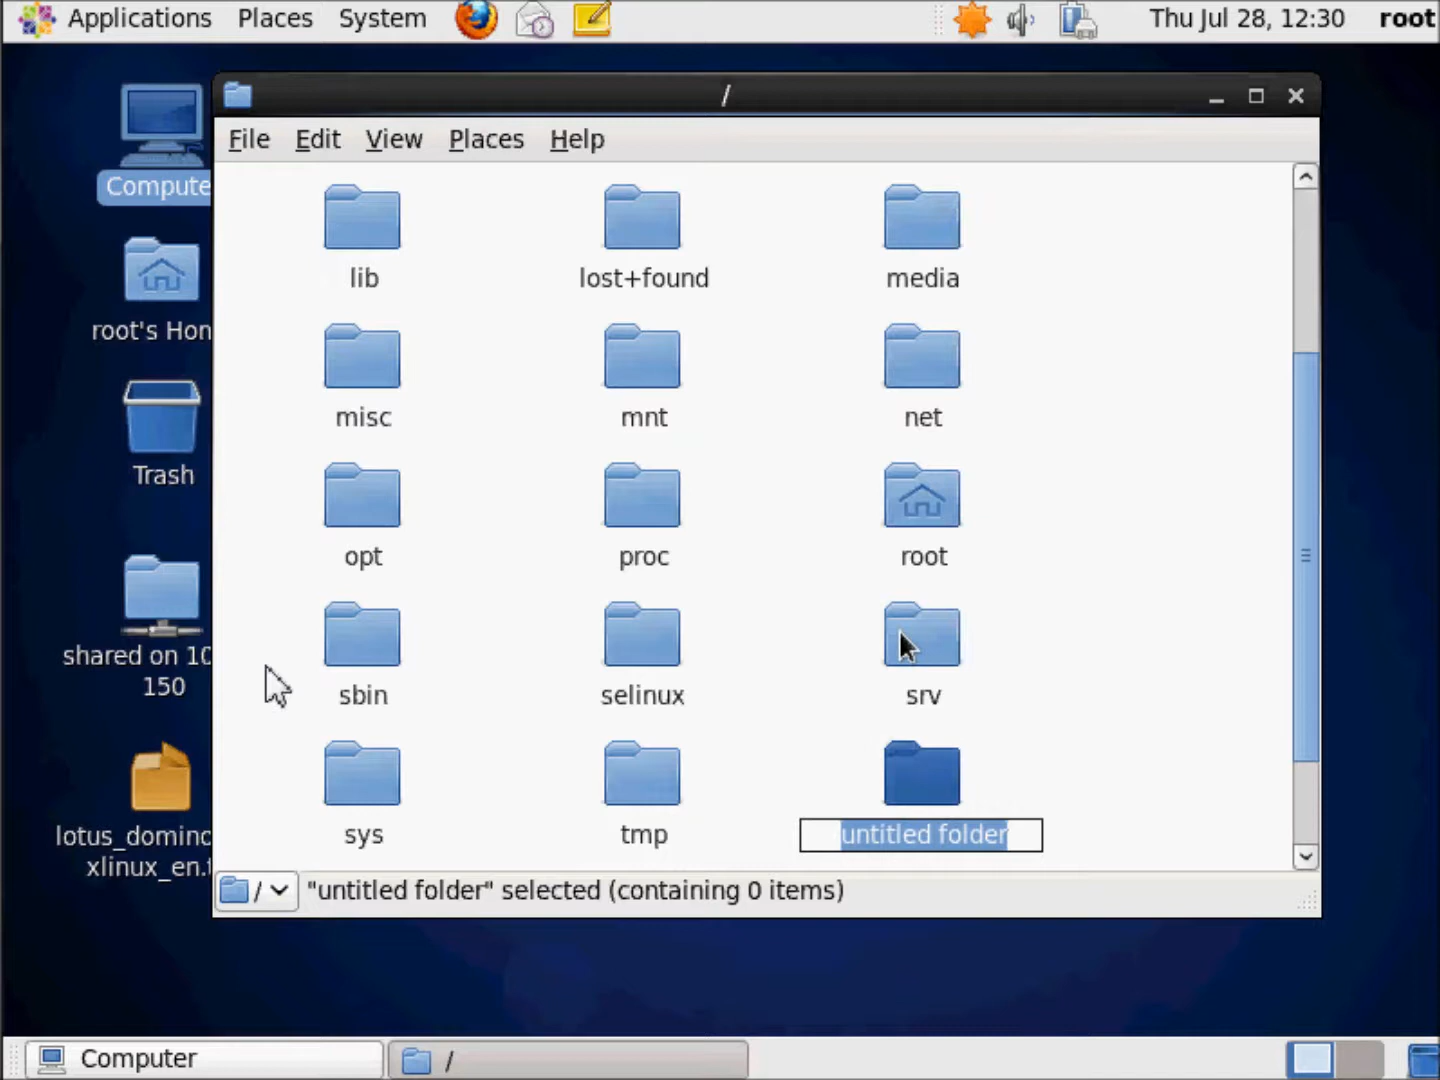 Applications Places System Thu Jul 28, 12:30 root
/
Compute
File Edit View Places Help
lib lost+found media
root's Hon
misc mnt net
Trash
opt proc root
shared on 10
150
sbin selinux srv
lotus_dominc
xlinux_en.t
sys tmp untitled folder
/ "untitled folder" selected (containing 0 items)
Computer /